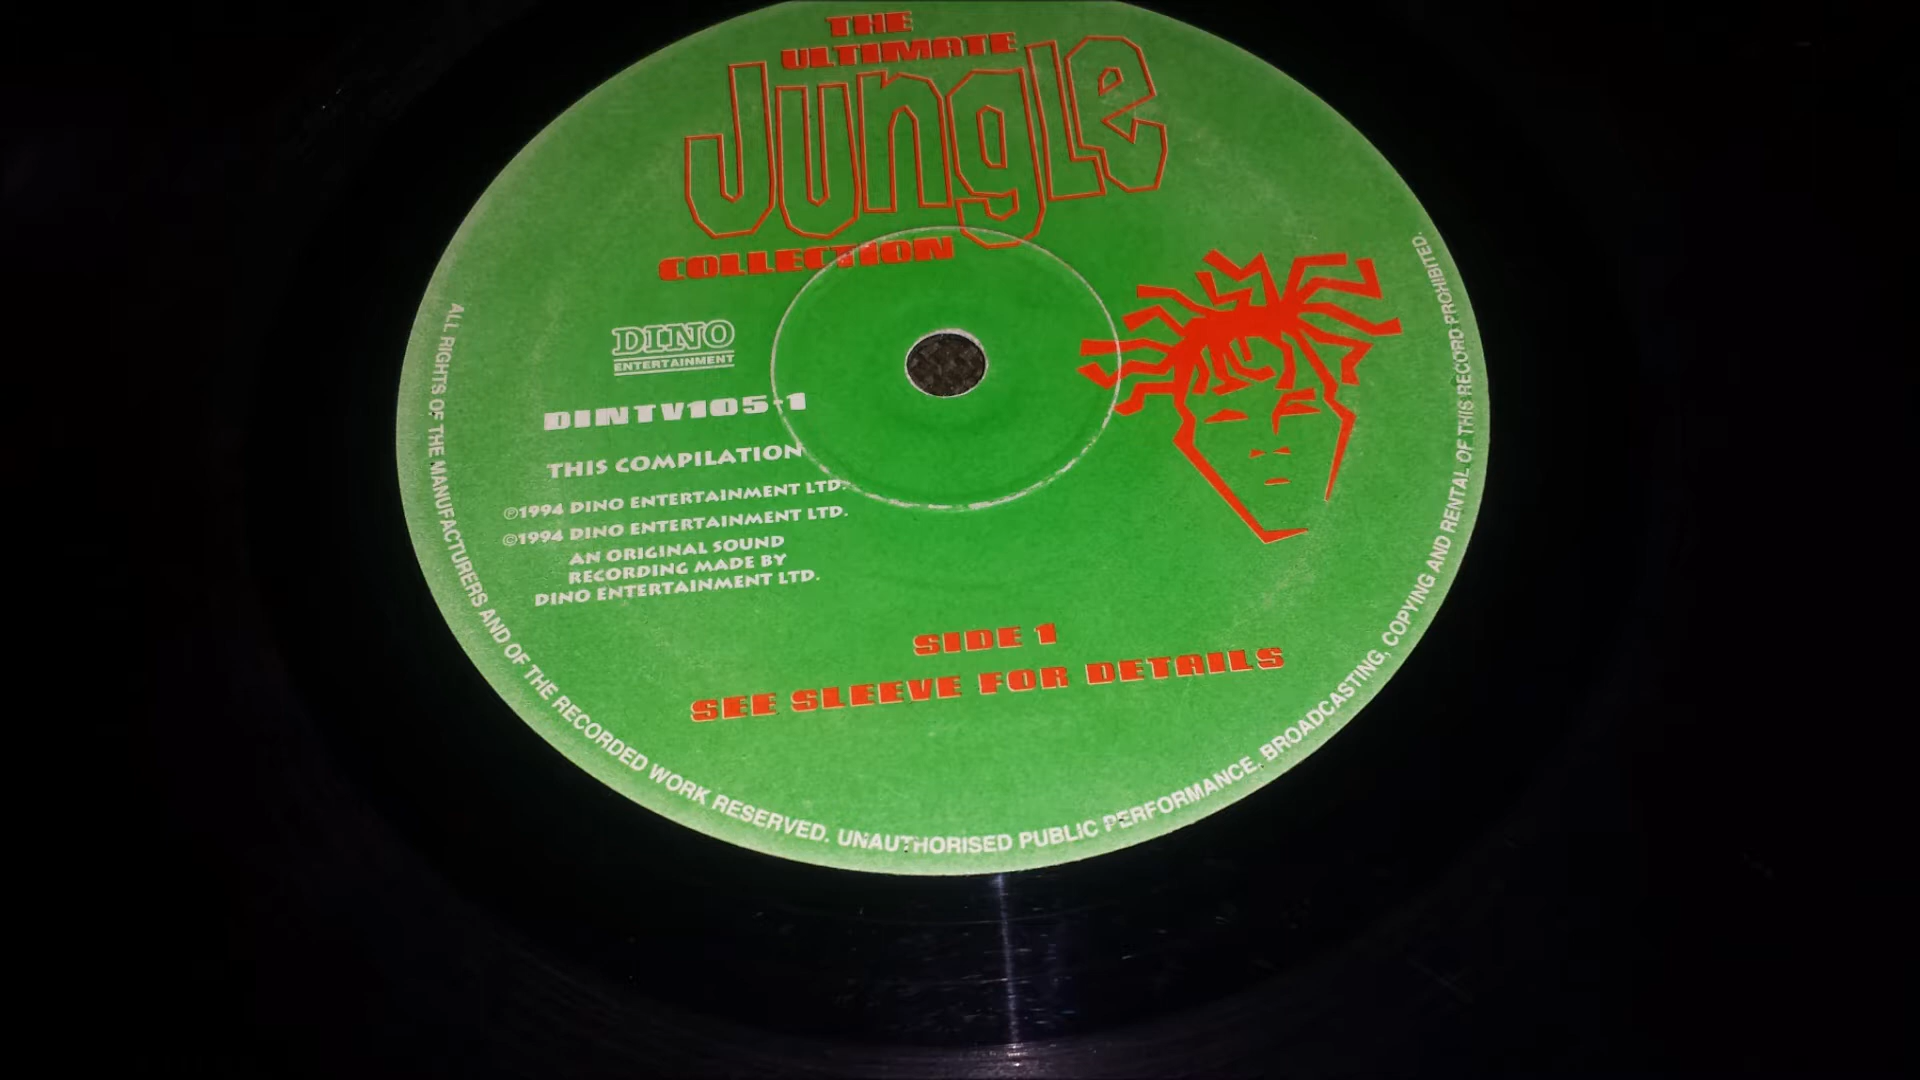 THE
ULTIMATE
Jungle
COLLECTION
DINO
ENTERTAINMENT
DINTV105-1
THIS COMPILATION
℗1994 DINO ENTERTAINMENT LTD.
©1994 DINO ENTERTAINMENT LTD.
AN ORIGINAL SOUND
RECORDING MADE BY
DINO ENTERTAINMENT LTD.
SIDE 1
SEE SLEEVE FOR DETAILS
ALL RIGHTS OF THE MANUFACTURERS AND OF THE RECORDED WORK RESERVED. UNAUTHORISED PUBLIC PERFORMANCE, BROADCASTING, COPYING AND RENTAL OF THIS RECORD PROHIBITED.